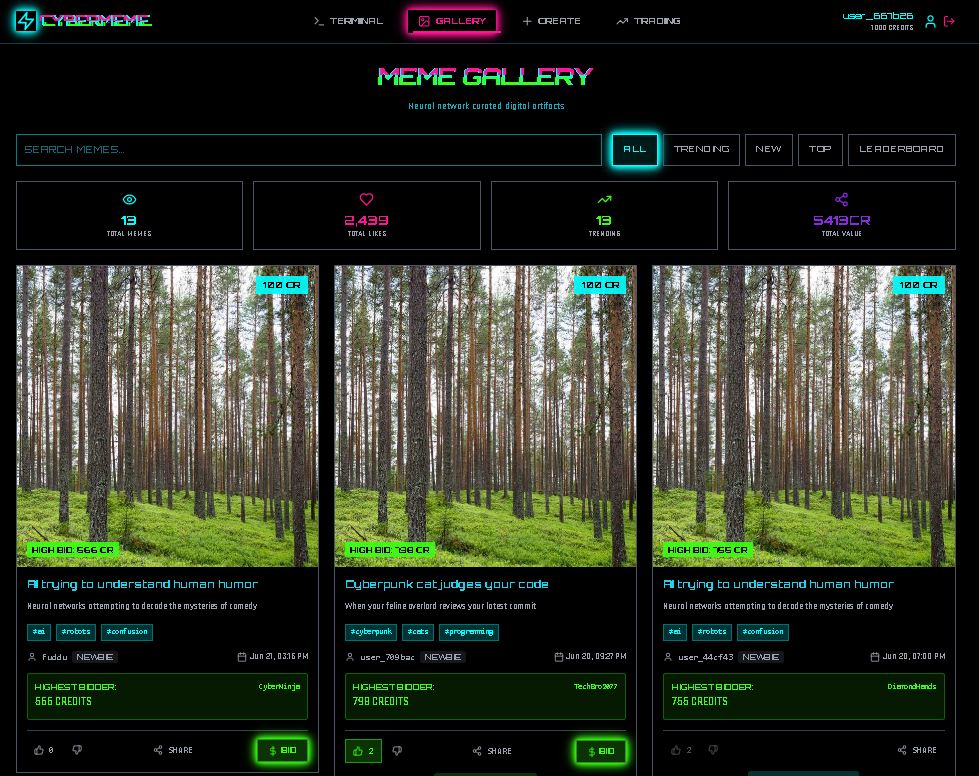 CYBERMEME
TERMINAL
GALLERY
CREATE
TRADING
user_667b26
1000 CREDITS
MEME GALLERY
Neural network curated digital artifacts
SEARCH MEMES...
ALL
TRENDING
NEW
TOP
LEADERBOARD
13
TOTAL MEMES
2,439
TOTAL LIKES
13
TRENDING
5413CR
TOTAL VALUE
100 CR
HIGH BID: 566 CR
AI trying to understand human humor
Neural networks attempting to decode the mysteries of comedy
#ai #robots #confusion
fuddu NEWBIE Jun 21, 03:16 PM
HIGHEST BIDDER: CyberNinja
566 CREDITS
0 SHARE $ BID
100 CR
HIGH BID: 798 CR
Cyberpunk cat judges your code
When your feline overlord reviews your latest commit
#cyberpunk #cats #programming
user_709bac NEWBIE Jun 20, 09:27 PM
HIGHEST BIDDER: TechBro2077
798 CREDITS
2 SHARE $ BID
100 CR
HIGH BID: 755 CR
AI trying to understand human humor
Neural networks attempting to decode the mysteries of comedy
#ai #robots #confusion
user_44cf43 NEWBIE Jun 20, 07:00 PM
HIGHEST BIDDER: DiamondHands
755 CREDITS
2 SHARE